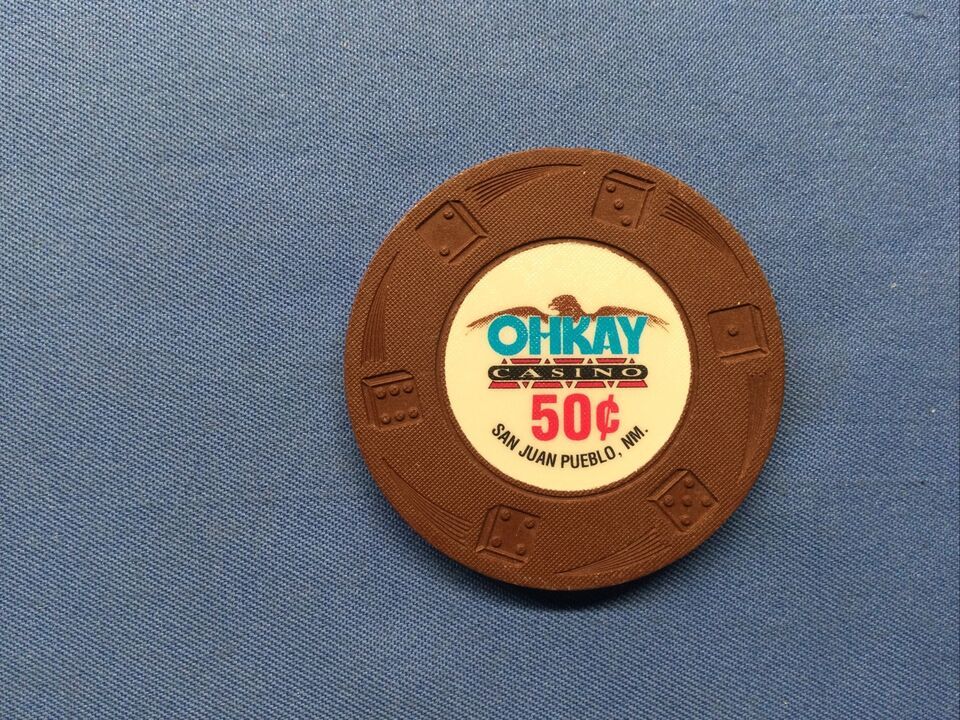 OHKAY
CASINO
50¢
SAN JUAN PUEBLO, NM.